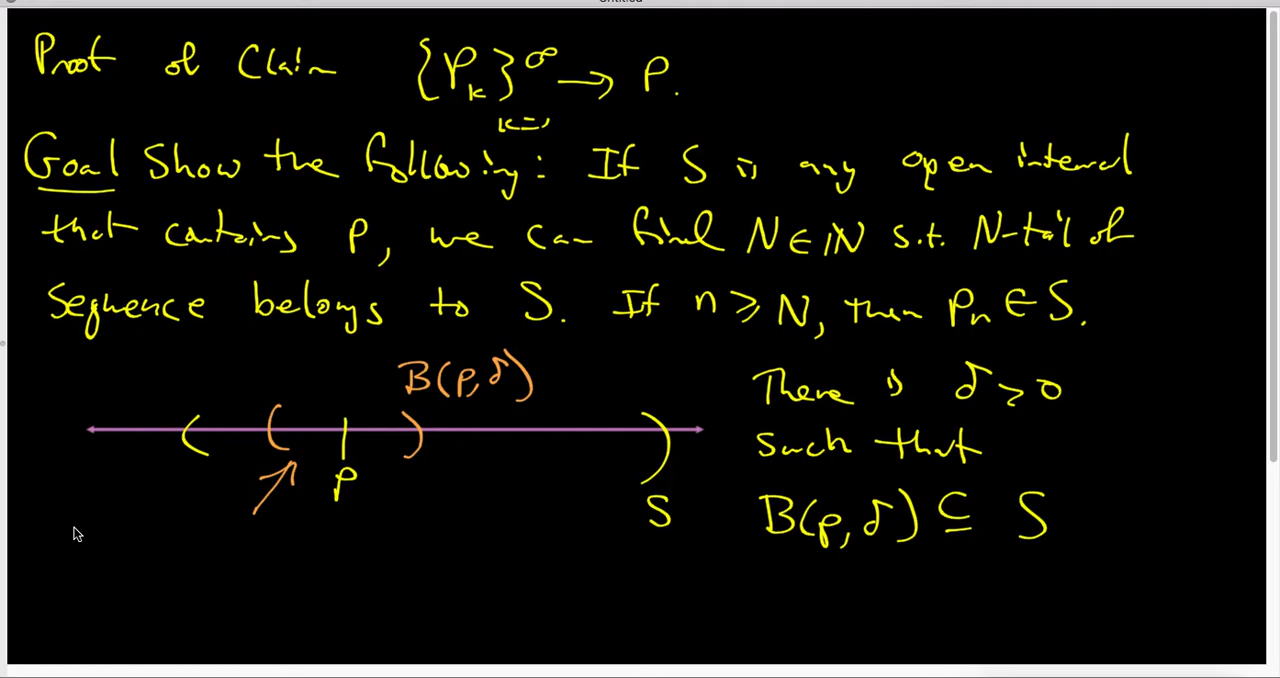 Untitled
Proof of Claim {P_k}^∞_{k=1} → P.
Goal Show the following: If S is any open interval
that contains P, we can find N ∈ ℕ s.t. N-tail of
Sequence belongs to S. If n ≥ N, then P_n ∈ S.
B(p, δ)
There is δ > 0
such that
P
B(p, δ) ⊆ S
S